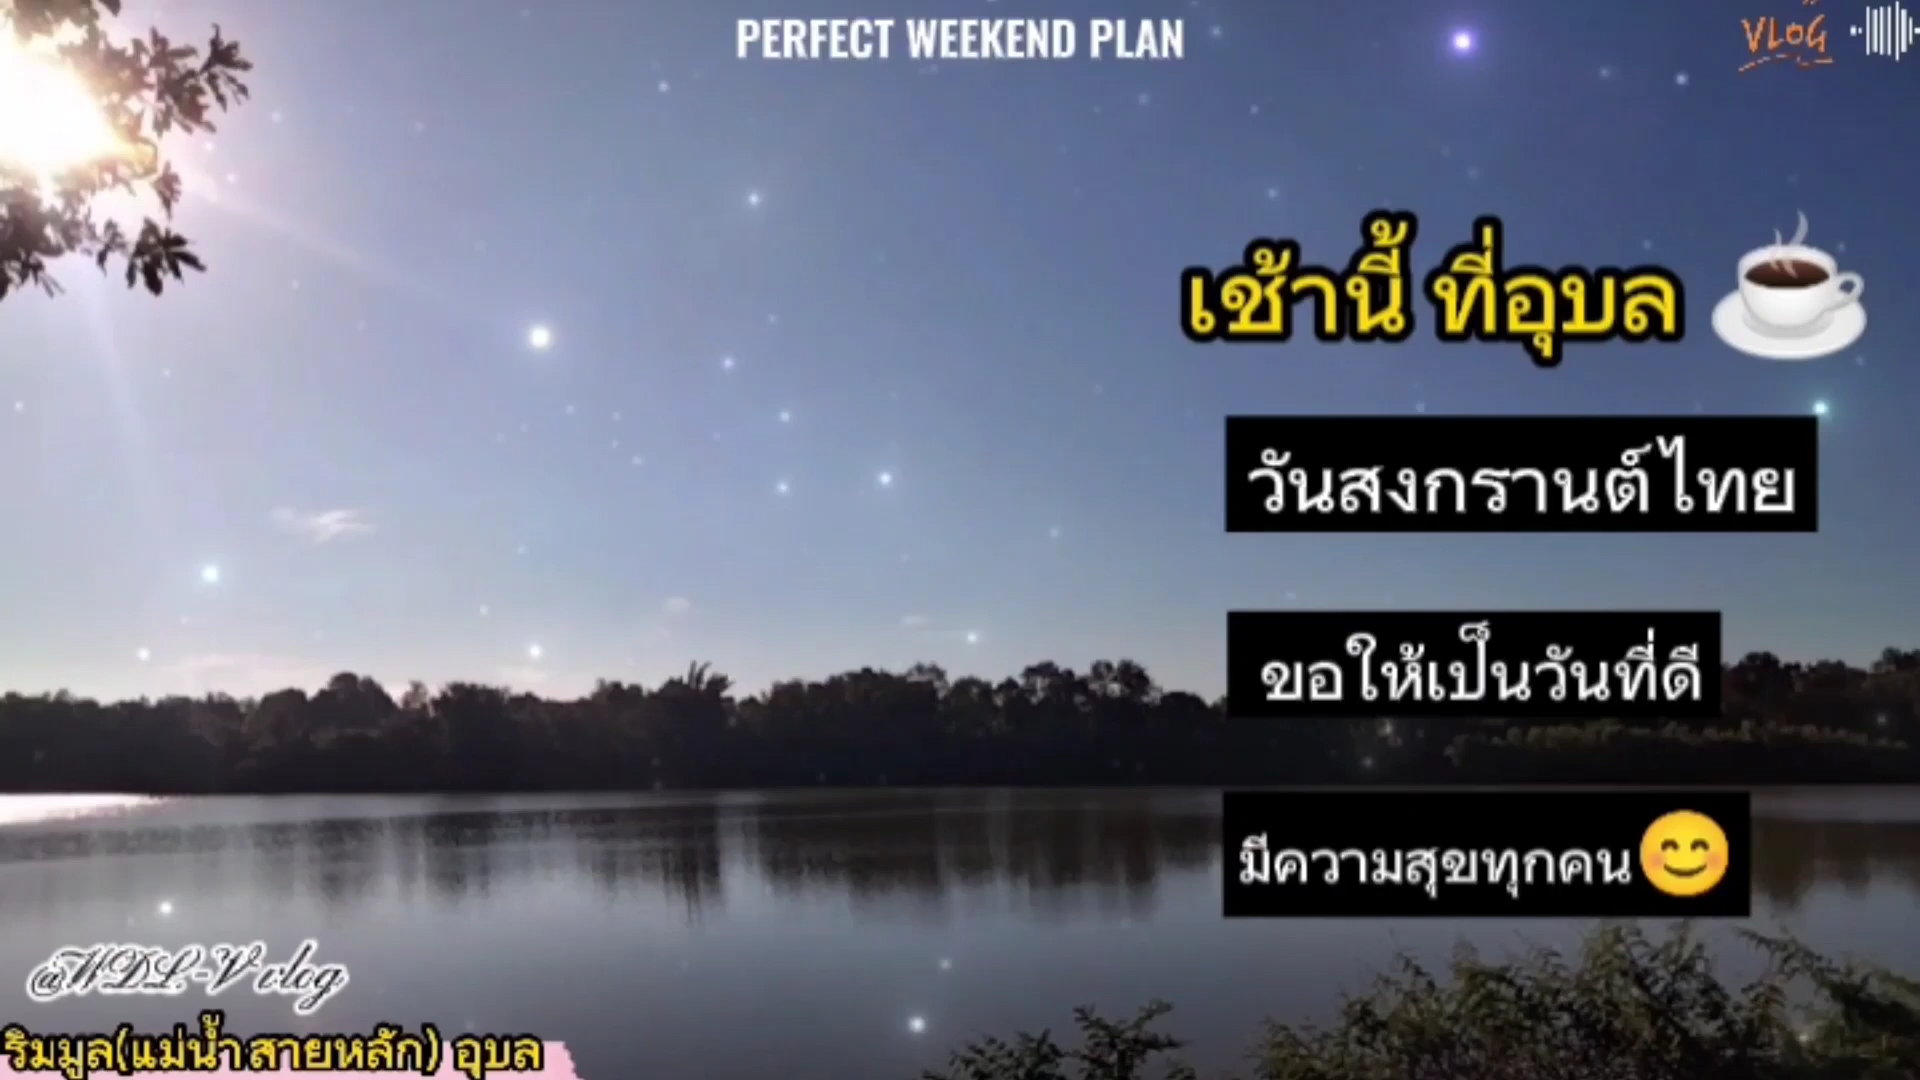 PERFECT WEEKEND PLAN
VLOG
เช้านี้ ที่อุบล
วันสงกรานต์ไทย
ขอให้เป็นวันที่ดี
มีความสุขทุกคน
@WDL-V vlog
ริมมูล(แม่น้ำสายหลัก) อุบล